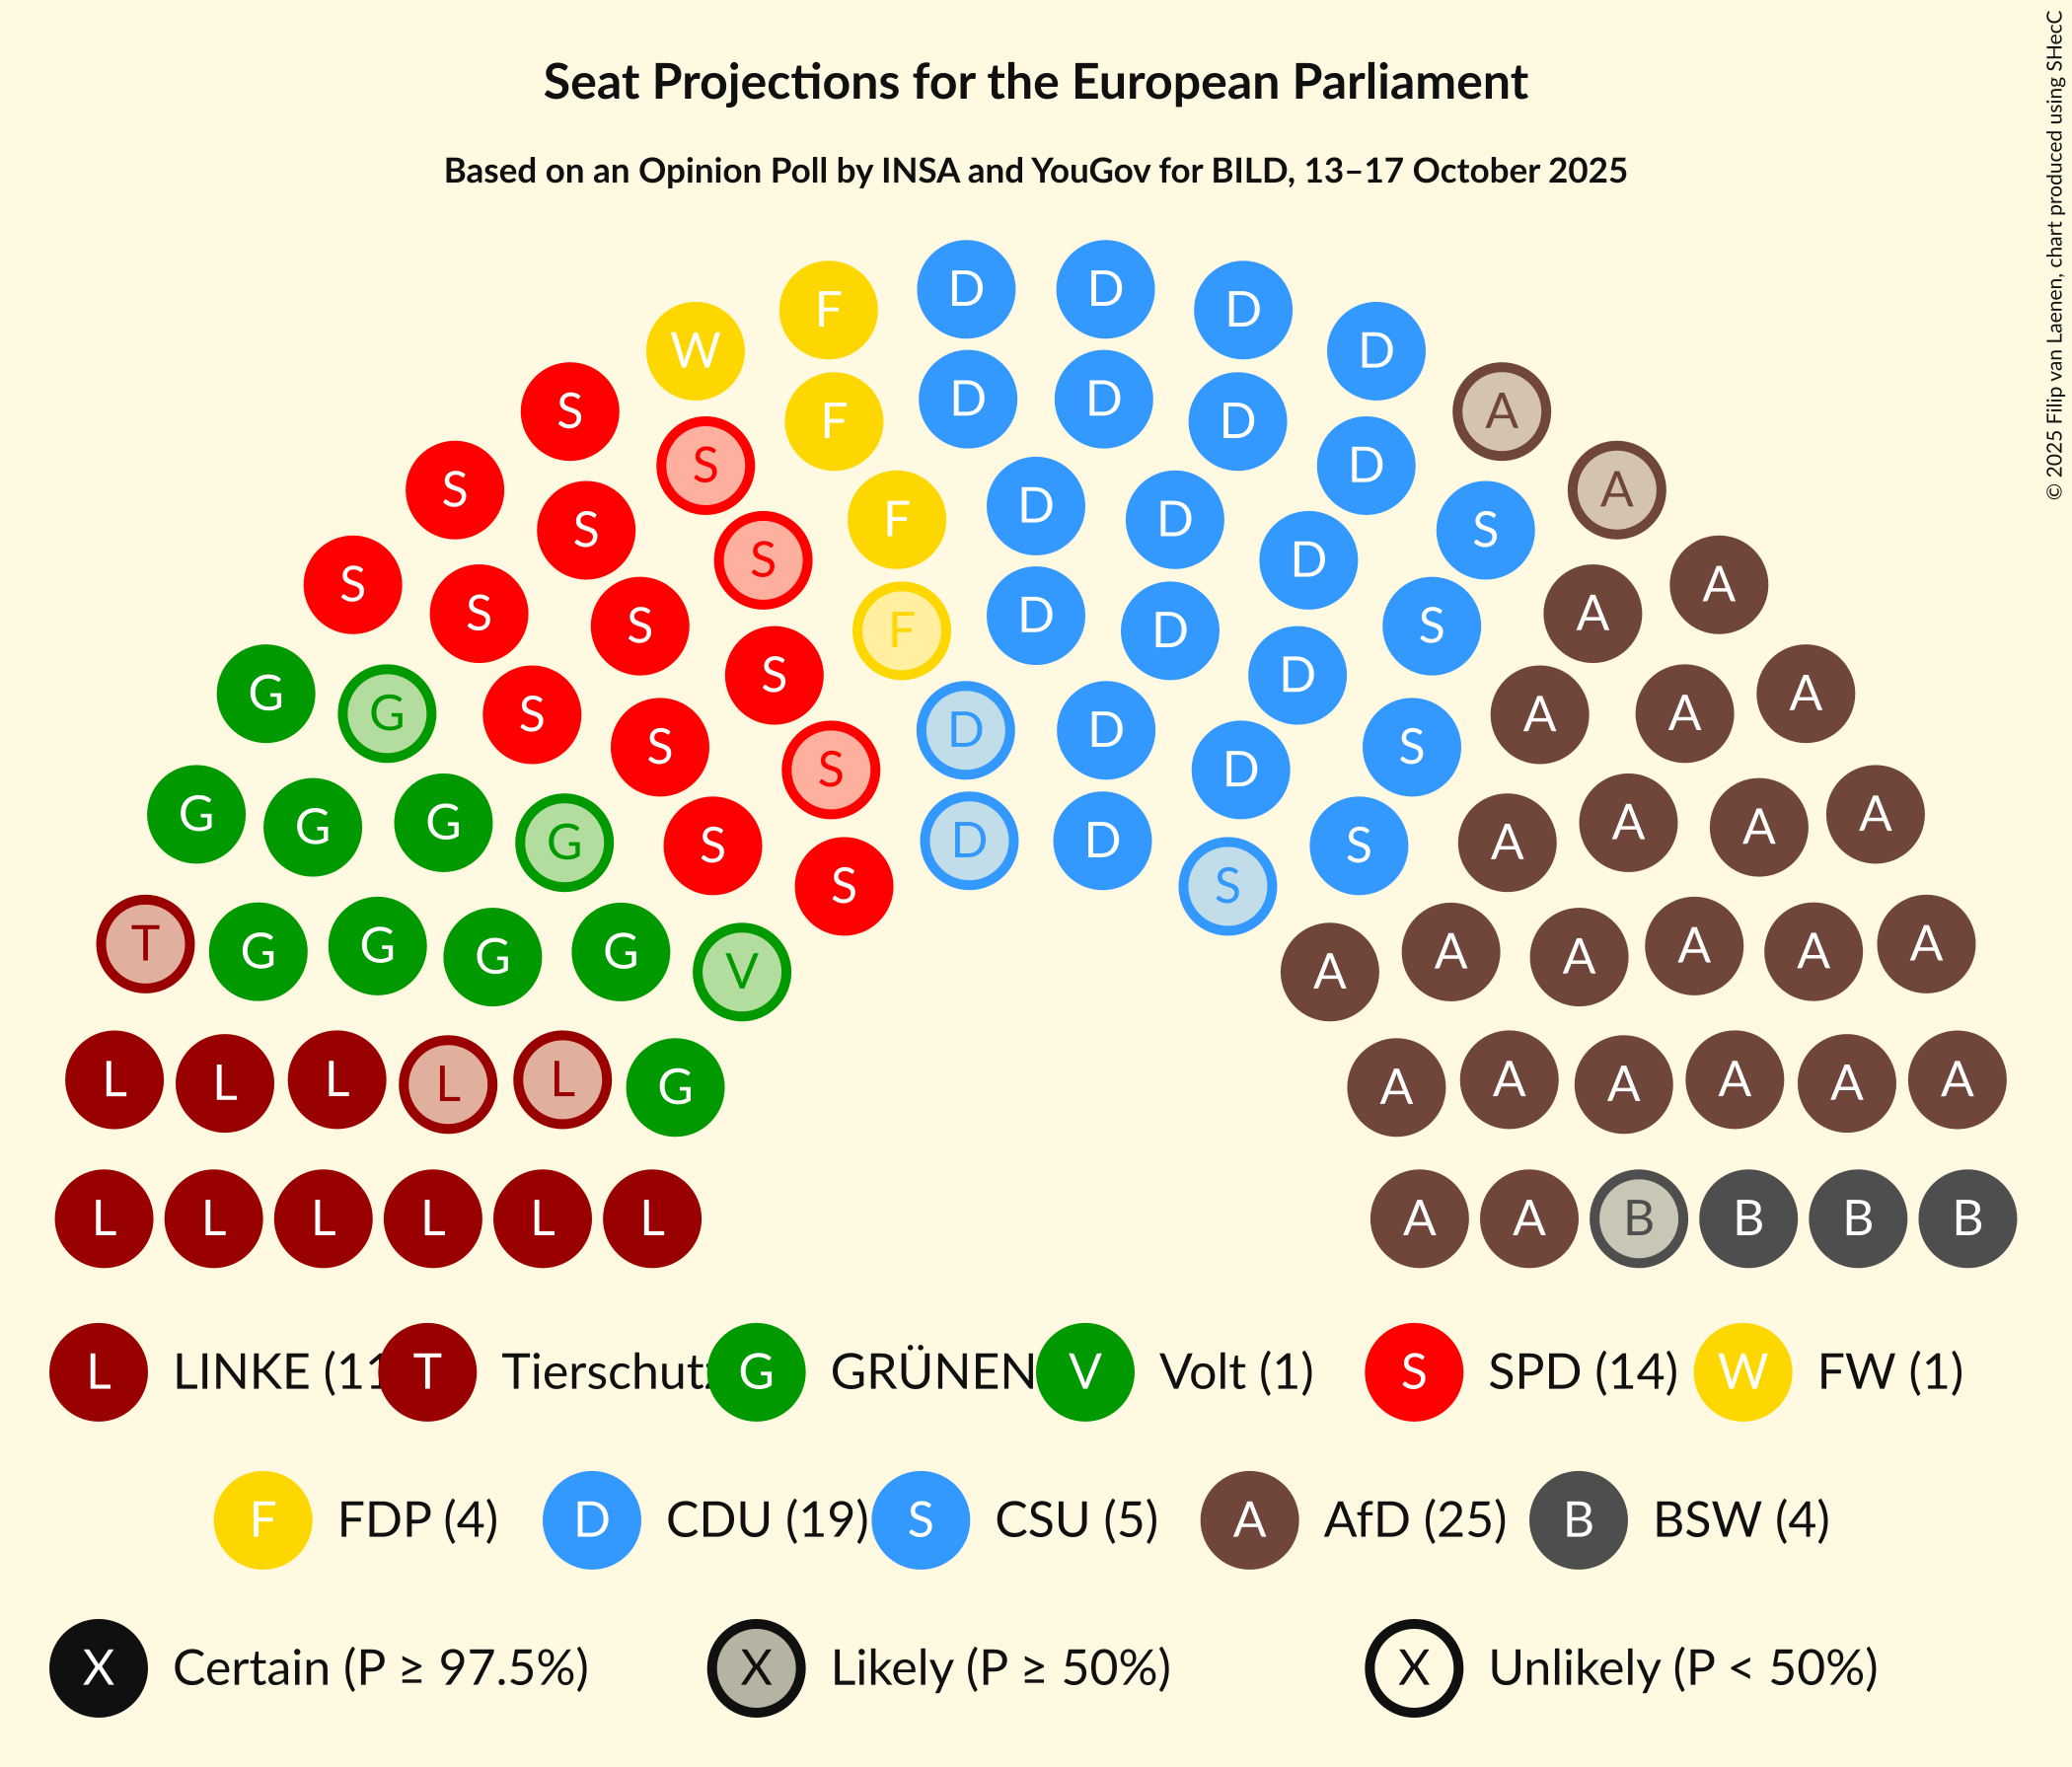 Seat Projections for the European Parliament
Based on an Opinion Poll by INSA and YouGov for BILD, 13–17 October 2025
© 2025 Filip van Laenen, chart produced using SHecC
D D
F D
W D
D D
S A
F D
S D
S A
D
F D
S S
S D
S A
S D A
S F D S
S D
G A
G S A A
D D
S S
S D
G A
G G A A
G S D D S A
S S
T G G G G V A A A A A A
L L L L L G A A A A A A
L L L L L L A A B B B B
L LINKE (11 T Tierschutz G GRÜNEN V Volt (1) S SPD (14) W FW (1)
F FDP (4) D CDU (19) S CSU (5) A AfD (25) B BSW (4)
X Certain (P ≥ 97.5%) X Likely (P ≥ 50%) X Unlikely (P < 50%)